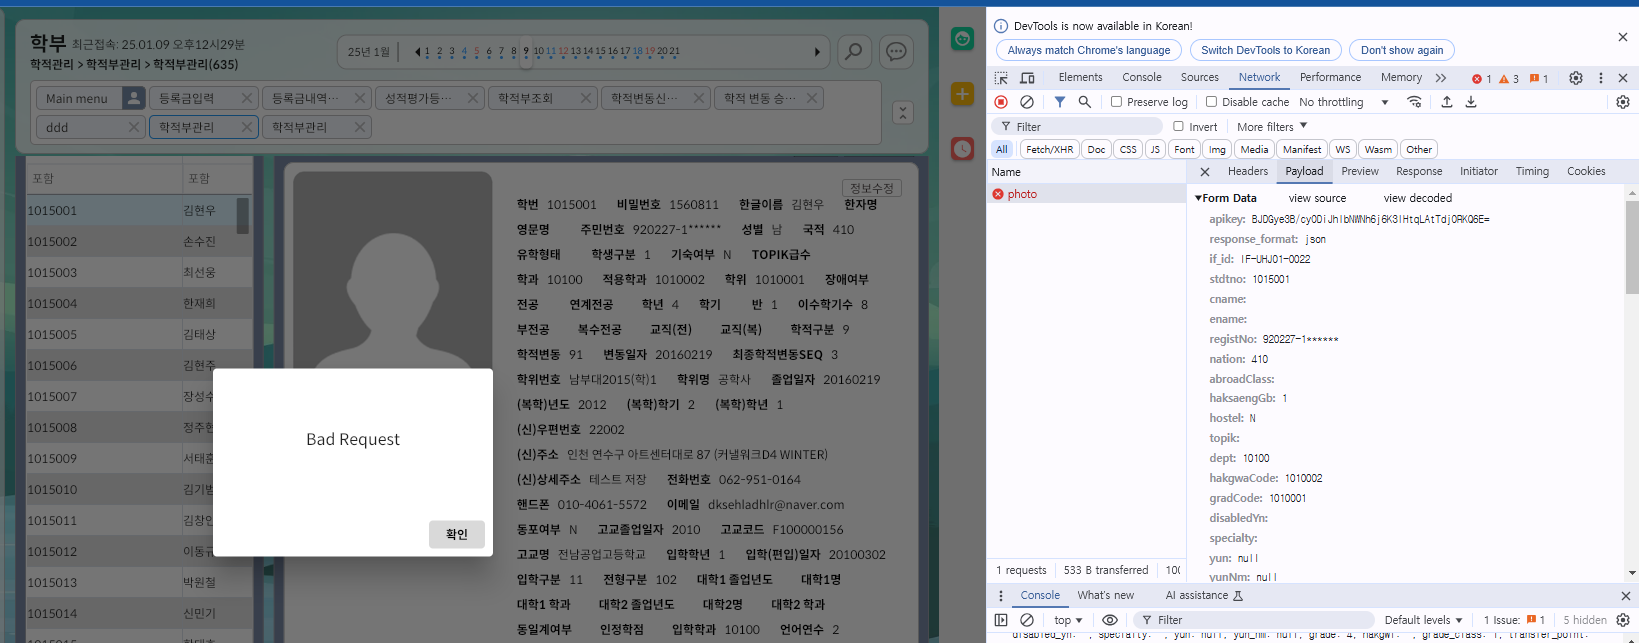 학부 최근접속: 25.01.09 오후12시29분
학적관리 > 학적부관리 > 학적부관리(635)
25년 1월 1 2 3 4 5 6 7 8 9 10 11 12 13 14 15 16 17 18 19 20 21
Main menu 등록금입력 등록금내역··· 성적평가등··· 학적부조회 학적변동신··· 학적 변동 승···
ddd 학적부관리 학적부관리
포함 포함
1015001 김현우
1015002 손수진
1015003 최선웅
1015004 한재희
1015005 김태상
1015006 김현주
1015007 장성수
1015008 정주현
1015009 서태훈
1015010 김기범
1015011
1015012 이동규
1015013 박원철
1015014 신민기
정보수정
학번 1015001 비밀번호 1560811 한글이름 김현우 한자명
영문명 주민번호 920227-1****** 성별 남 국적 410
유학형태 학생구분 1 기숙여부 N TOPIK급수
학과 10100 적용학과 1010002 학위 1010001 장애여부
전공 연계전공 학년 4 학기 반 1 이수학기수 8
부전공 복수전공 교직(전) 교직(복) 학적구분 9
학적변동 91 변동일자 20160219 최종학적변동SEQ 3
학위번호 남부대2015(학)1 학위명 공학사 졸업일자 20160219
(복학)년도 2012 (복학)학기 2 (복학)학년 1
(신)우편번호 22002
(신)주소 인천 연수구 아트센터대로 87 (커낼워크D4 WINTER)
(신)상세주소 테스트 저장 전화번호 062-951-0164
핸드폰 010-4061-5572 이메일 dksehladhlr@naver.com
동포여부 N 고교졸업일자 2010 고교코드 F100000156
고교명 전남공업고등학교 입학학년 1 입학(편입)일자 20100302
입학구분 11 전형구분 102 대학1 졸업년도 대학1명
대학1 학과 대학2 졸업년도 대학2명 대학2 학과
동일계여부 인정학점 입학학과 10100 언어연수 2
Bad Request
확인
DevTools is now available in Korean!
Always match Chrome's language Switch DevTools to Korean Don't show again
Elements Console Sources Network Performance Memory 1 3 1
Preserve log Disable cache No throttling
Filter Invert More filters
All Fetch/XHR Doc CSS JS Font Img Media Manifest WS Wasm Other
Name Headers Payload Preview Response Initiator Timing Cookies
photo
Form Data view source view decoded
apikey: BJDGye3B/cyODiJhIbNWNh6j6K3IHtqLAtTdjORKQ6E=
response_format: json
if_id: IF-UHJ01-0022
stdtno: 1015001
cname:
ename:
registNo: 920227-1******
nation: 410
abroadClass:
haksaengGb: 1
hostel: N
topik:
dept: 10100
hakgwaCode: 1010002
gradCode: 1010001
disabledYn:
specialty:
yun: null
yunNm: null
1 requests 533 B transferred
Console What's new AI assistance
top Filter Default levels 1 Issue: 1 5 hidden
disabled_yn: , specialty: , yun: null, yun_nm: null, grade: 4, hakgwi: , grade_class: 1, transfer_point: